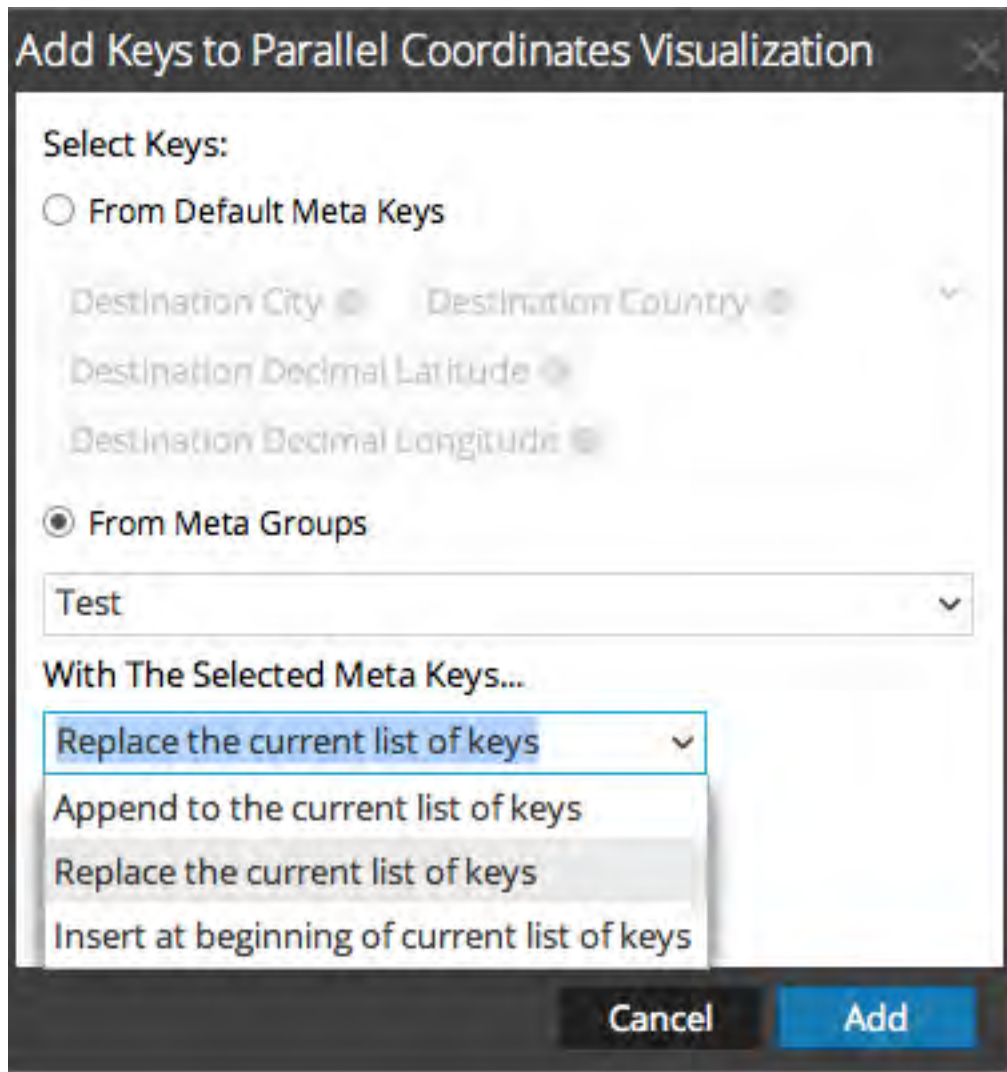 Add Keys to Parallel Coordinates Visualization
Select Keys:
From Default Meta Keys
Destination City Destination Country
Destination Decimal Latitude
Destination Decimal Longitude
From Meta Groups
Test
With The Selected Meta Keys...
Replace the current list of keys
Append to the current list of keys
Replace the current list of keys
Insert at beginning of current list of keys
Cancel Add